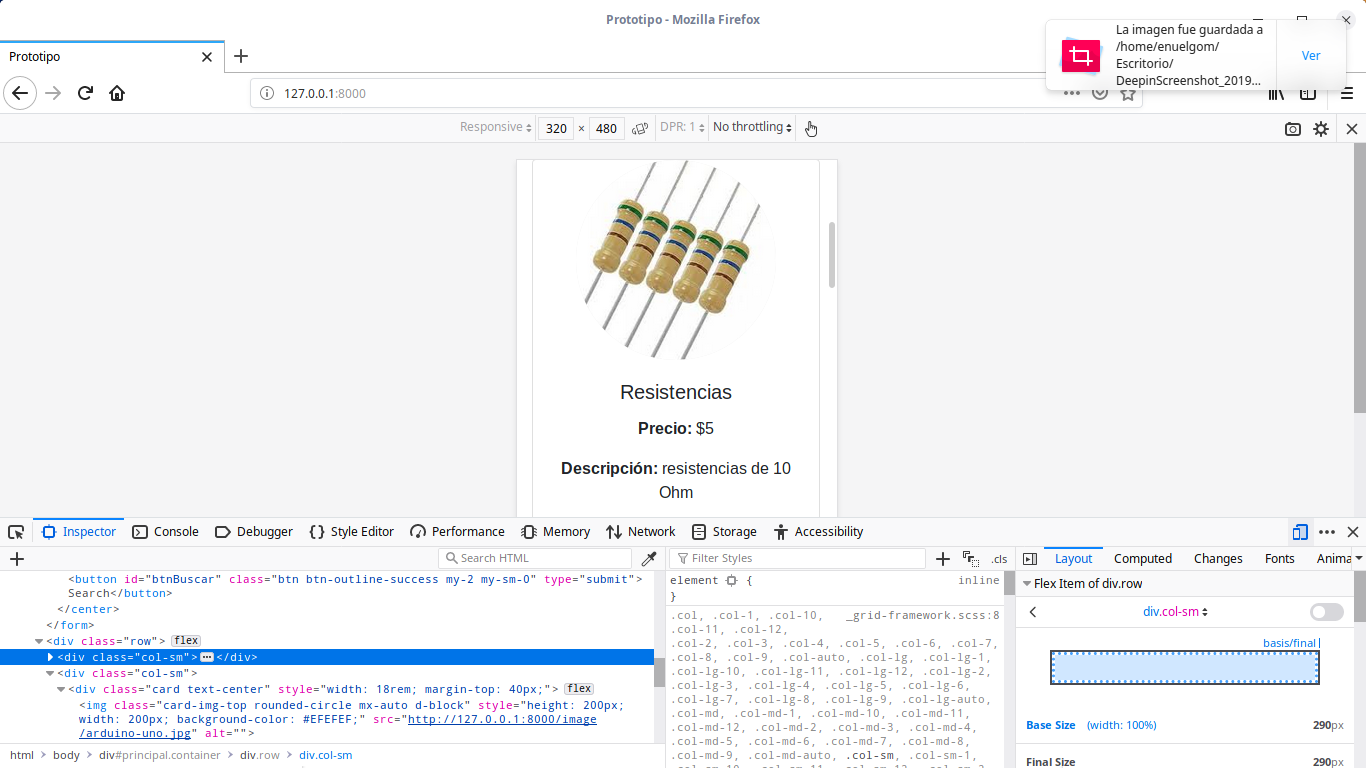 Prototipo - Mozilla Firefox
La imagen fue guardada a
/home/enuelgom/
Escritorio/
DeepinScreenshot_2019...
Ver
Prototipo
127.0.0.1:8000
Responsive
320 × 480
DPR: 1
No throttling
Resistencias
Precio: $5
Descripción: resistencias de 10
Ohm
Inspector
Console
Debugger
Style Editor
Performance
Memory
Network
Storage
Accessibility
Search HTML
<button id="btnBuscar" class="btn btn-outline-success my-2 my-sm-0" type="submit">
Search</button>
</center>
</form>
<div class="row"> flex
<div class="col-sm"> ••• </div>
<div class="col-sm">
<div class="card text-center" style="width: 18rem; margin-top: 40px;"> flex
<img class="card-img-top rounded-circle mx-auto d-block" style="height: 200px;
width: 200px; background-color: #EFEFEF;" src="http://127.0.0.1:8000/image
/arduino-uno.jpg" alt="">
html > body > div#principal.container > div.row > div.col-sm
Filter Styles
.cls
element { inline
}
.col, .col-1, .col-10, _grid-framework.scss:8
.col-11, .col-12,
.col-2, .col-3, .col-4, .col-5, .col-6, .col-7,
.col-8, .col-9, .col-auto, .col-lg, .col-lg-1,
.col-lg-10, .col-lg-11, .col-lg-12, .col-lg-2,
.col-lg-3, .col-lg-4, .col-lg-5, .col-lg-6,
.col-lg-7, .col-lg-8, .col-lg-9, .col-lg-auto,
.col-md, .col-md-1, .col-md-10, .col-md-11,
.col-md-12, .col-md-2, .col-md-3, .col-md-4,
.col-md-5, .col-md-6, .col-md-7, .col-md-8,
.col-md-9, .col-md-auto, .col-sm, .col-sm-1,
Layout
Computed
Changes
Fonts
Anima
Flex Item of div.row
div.col-sm
basis/final
Base Size (width: 100%) 290px
Final Size 290px